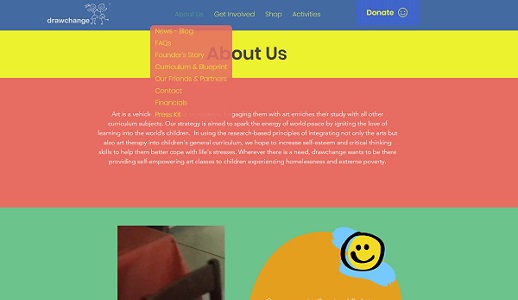 drawchange
About Us
Get Involved
Shop
Activities
Donate
News - Blog
FAQs
Founder's Story
Curriculum & Blueprint
Our Friends & Partners
Contact
Financials
Press Kit
About Us
Art is a vehicle gaging them with art enriches their study with all other
curriculum subjects. Our strategy is aimed to spark the energy of world peace by igniting the love of
learning into the world's children. In using the research-based principles of integrating not only the arts but
also art therapy into children's general curriculum, we hope to increase self-esteem and critical thinking
skills to help them better cope with life's stresses. Wherever there is a need, drawchange wants to be there
providing self-empowering art classes to children experiencing homelessness and extreme poverty.